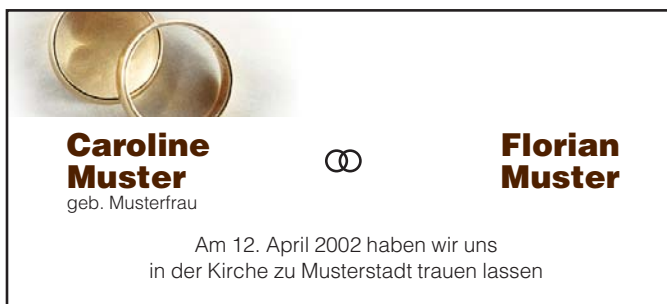 Caroline
Muster
geb. Musterfrau
Florian
Muster
Am 12. April 2002 haben wir uns
in der Kirche zu Musterstadt trauen lassen